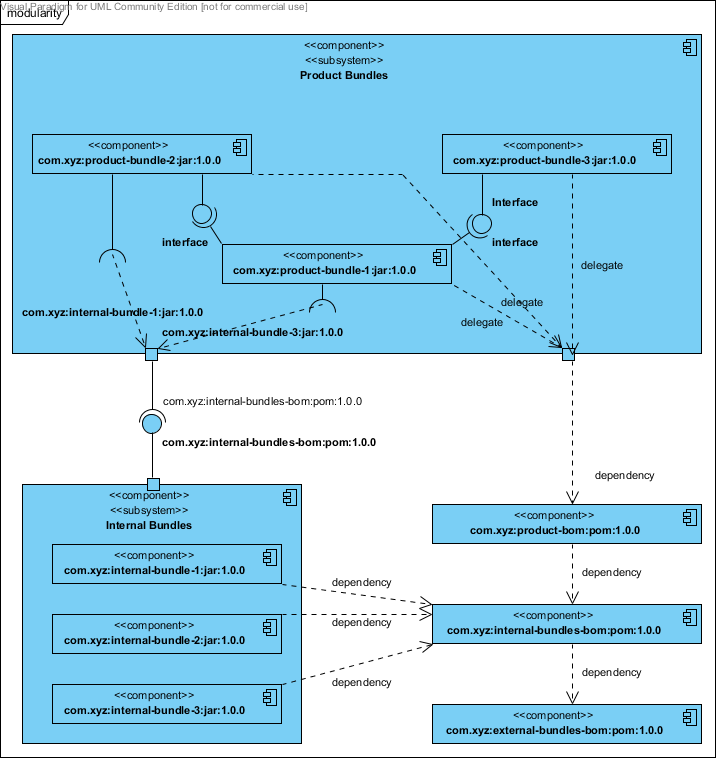 Visual Paradigm for UML Community Edition [not for commercial use]
modularity
<<component>>
<<subsystem>>
Product Bundles
<<component>>
com.xyz:product-bundle-2:jar:1.0.0
<<component>>
com.xyz:product-bundle-3:jar:1.0.0
Interface
interface
interface
<<component>>
com.xyz:product-bundle-1:jar:1.0.0
delegate
delegate
delegate
com.xyz:internal-bundle-1:jar:1.0.0
com.xyz:internal-bundle-3:jar:1.0.0
com.xyz:internal-bundles-bom:pom:1.0.0
com.xyz:internal-bundles-bom:pom:1.0.0
dependency
<<component>>
<<subsystem>>
Internal Bundles
<<component>>
com.xyz:product-bom:pom:1.0.0
<<component>>
com.xyz:internal-bundle-1:jar:1.0.0
dependency
dependency
<<component>>
com.xyz:internal-bundle-2:jar:1.0.0
dependency
<<component>>
com.xyz:internal-bundles-bom:pom:1.0.0
<<component>>
com.xyz:internal-bundle-3:jar:1.0.0
dependency
dependency
<<component>>
com.xyz:external-bundles-bom:pom:1.0.0